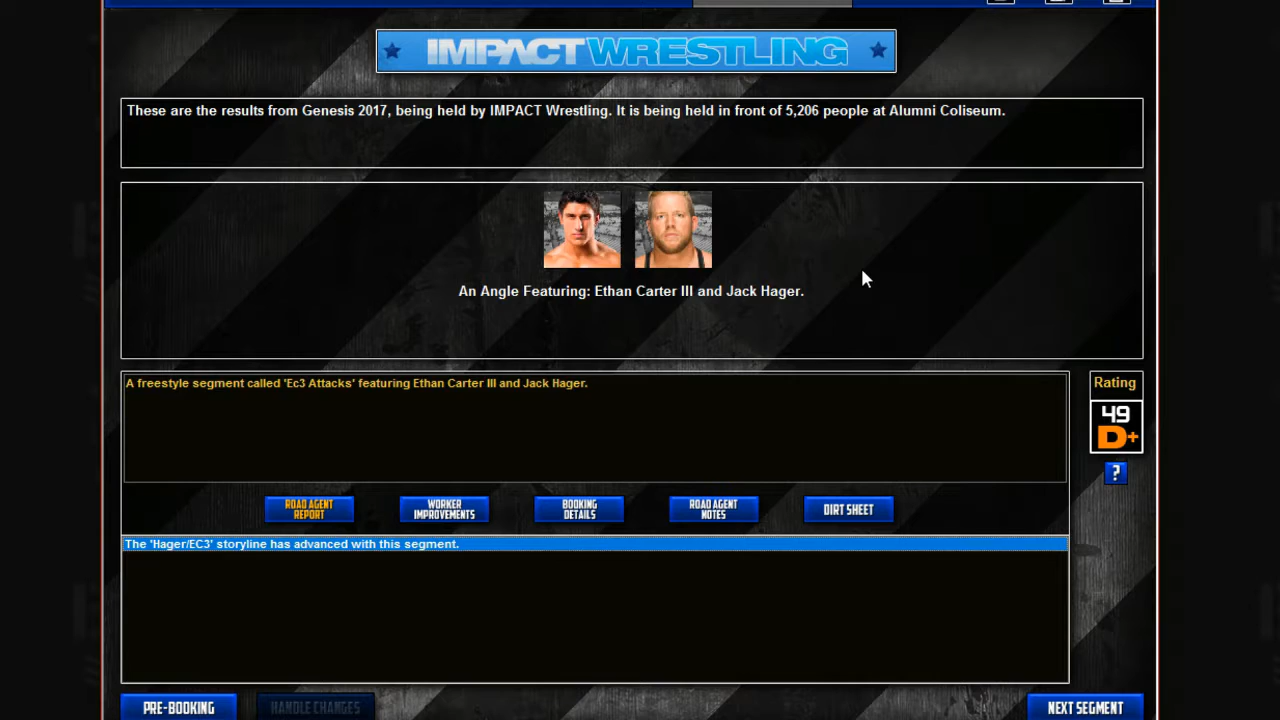 IMPACT WRESTLING
These are the results from Genesis 2017, being held by IMPACT Wrestling. It is being held in front of 5,206 people at Alumni Coliseum.
An Angle Featuring: Ethan Carter III and Jack Hager.
A freestyle segment called 'Ec3 Attacks' featuring Ethan Carter III and Jack Hager.
Rating
49
D+
?
ROAD AGENT
REPORT
WORKER
IMPROVEMENTS
BOOKING
DETAILS
ROAD AGENT
NOTES
DIRT SHEET
The 'Hager/EC3' storyline has advanced with this segment.
PRE-BOOKING
HANDLE CHANGES
NEXT SEGMENT